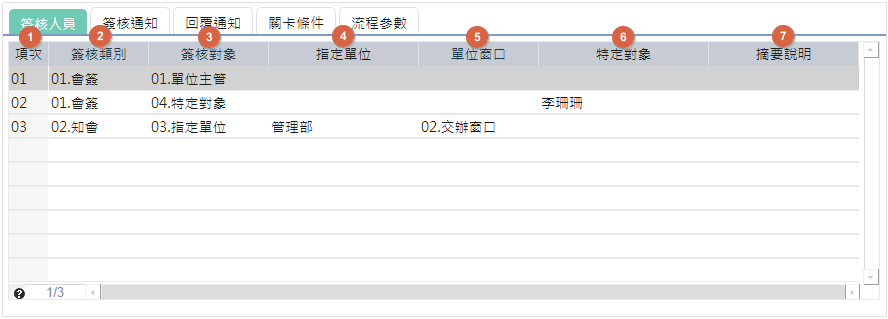 簽核人員 簽核通知 回覆通知 關卡條件 流程參數
1 2 3 4 5 6 7
項次 簽核類別 簽核對象 指定單位 單位窗口 特定對象 摘要說明
01 01.會簽 01.單位主管
02 01.會簽 04.特定對象 李珊珊
03 02.知會 03.指定單位 管理部 02.交辦窗口
? 1/3